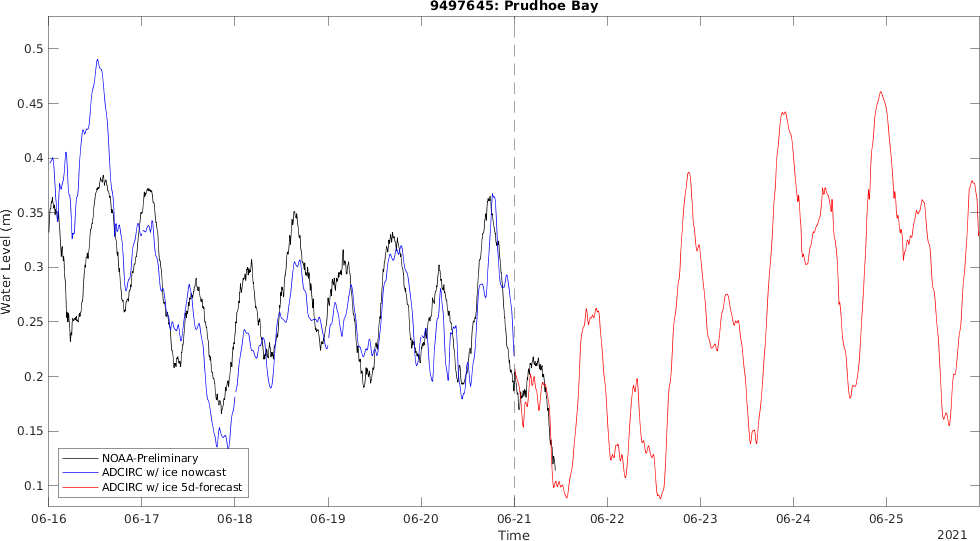 9497645: Prudhoe Bay
Water Level (m)
0.5
0.45
0.4
0.35
0.3
0.25
0.2
0.15
0.1
NOAA-Preliminary
ADCIRC w/ ice nowcast
ADCIRC w/ ice 5d-forecast
06-16 06-17 06-18 06-19 06-20 06-21 06-22 06-23 06-24 06-25
Time
2021